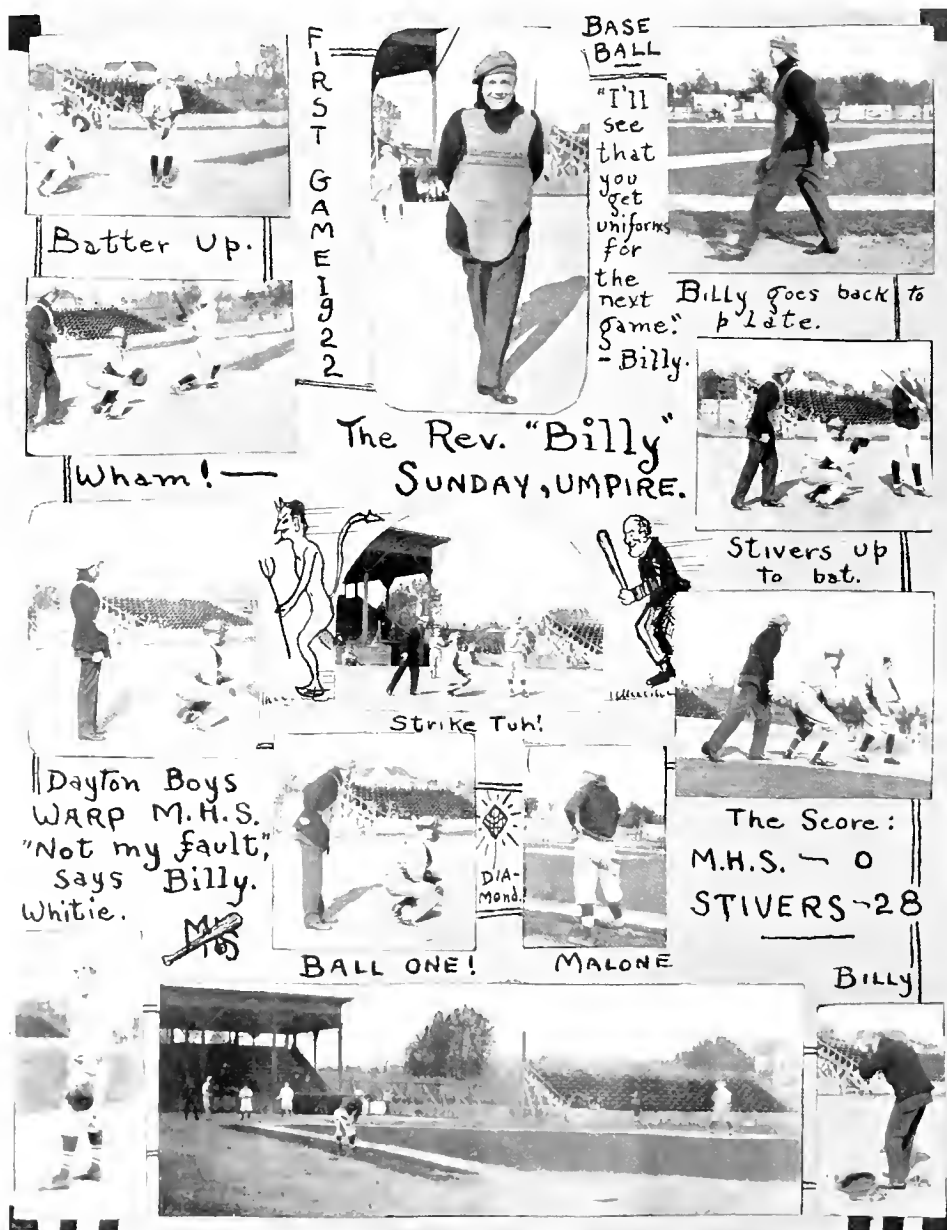 FIRST GAME 1922
BASE
BALL
"I'll
see
that
you
get
uniforms
for
the
next
game."
- Billy.
Batter Up.
Billy goes back to
plate.
The Rev. "Billy"
SUNDAY, UMPIRE.
Wham! —
Stivers up
to bat.
Strike Tuh!
Dayton Boys
WARP M.H.S.
"Not my fault",
says Billy.
Whitie.
MHS
DIA-
mond.
The Score:
M.H.S. — 0
STIVERS - 28
BALL ONE!
MALONE
BILLY